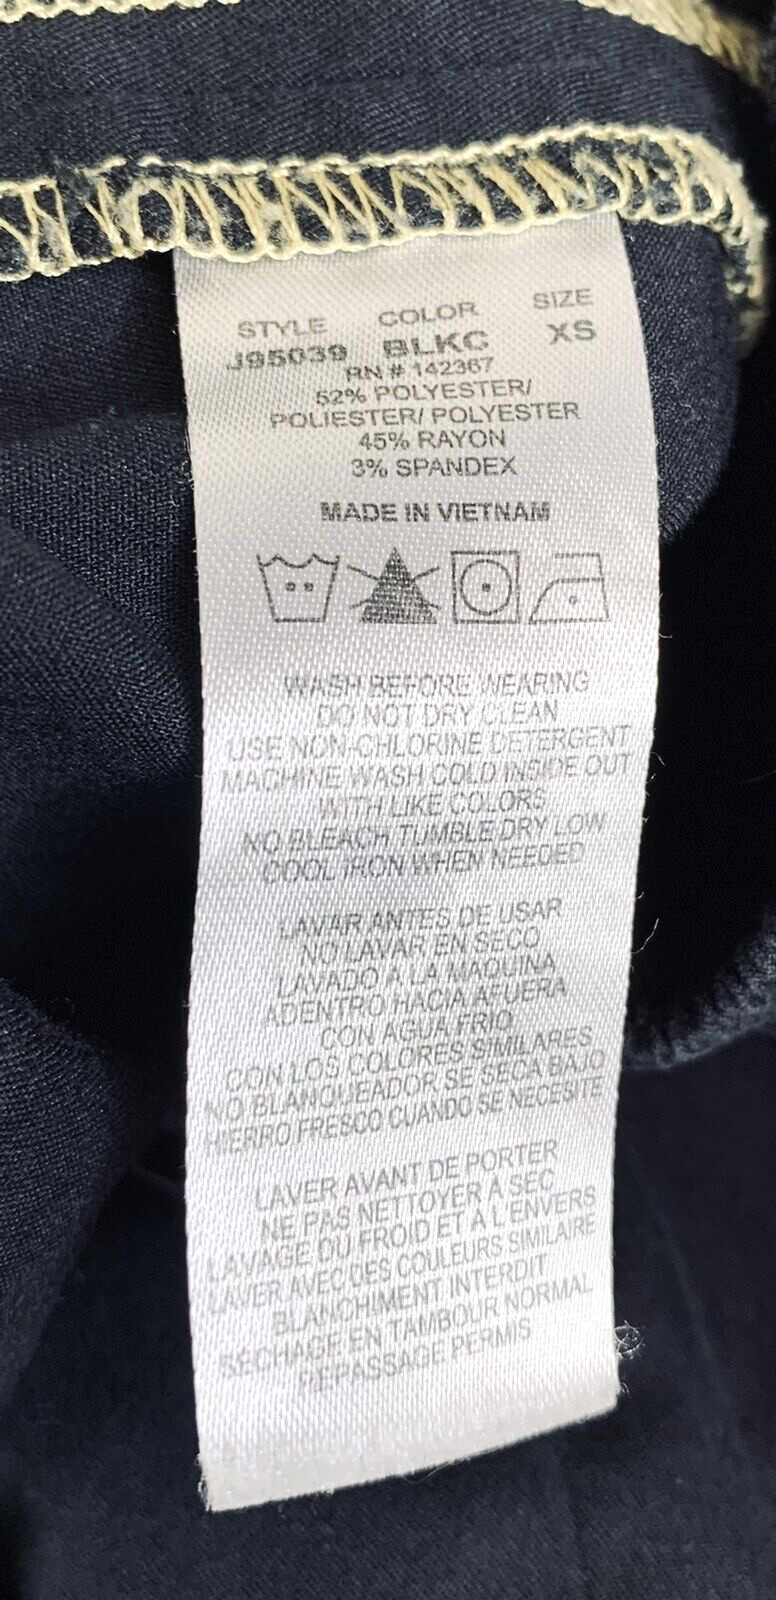 STYLE COLOR SIZE
J95039 BLKC XS
RN # 142367
52% POLYESTER/
POLIESTER/ POLYESTER
45% RAYON
3% SPANDEX
MADE IN VIETNAM
WASH BEFORE WEARING
DO NOT DRY CLEAN
USE NON-CHLORINE DETERGENT
MACHINE WASH COLD INSIDE OUT
WITH LIKE COLORS
NO BLEACH TUMBLE DRY LOW
COOL IRON WHEN NEEDED
LAVAR ANTES DE USAR
NO LAVAR EN SECO
LAVADO A LA MAQUINA
ADENTRO HACIA AFUERA
CON AGUA FRIO
CON LOS COLORES SIMILARES
NO BLANQUEADOR SE SECA BAJO
HIERRO FRESCO CUANDO SE NECESITE
LAVER AVANT DE PORTER
NE PAS NETTOYER A SEC
LAVAGE DU FROID ET À L'ENVERS
LAVER AVEC DES COULEURS SIMILAIRE
BLANCHIMENT INTERDIT
SECHAGE EN TAMBOUR NORMAL
REPASSAGE PERMIS